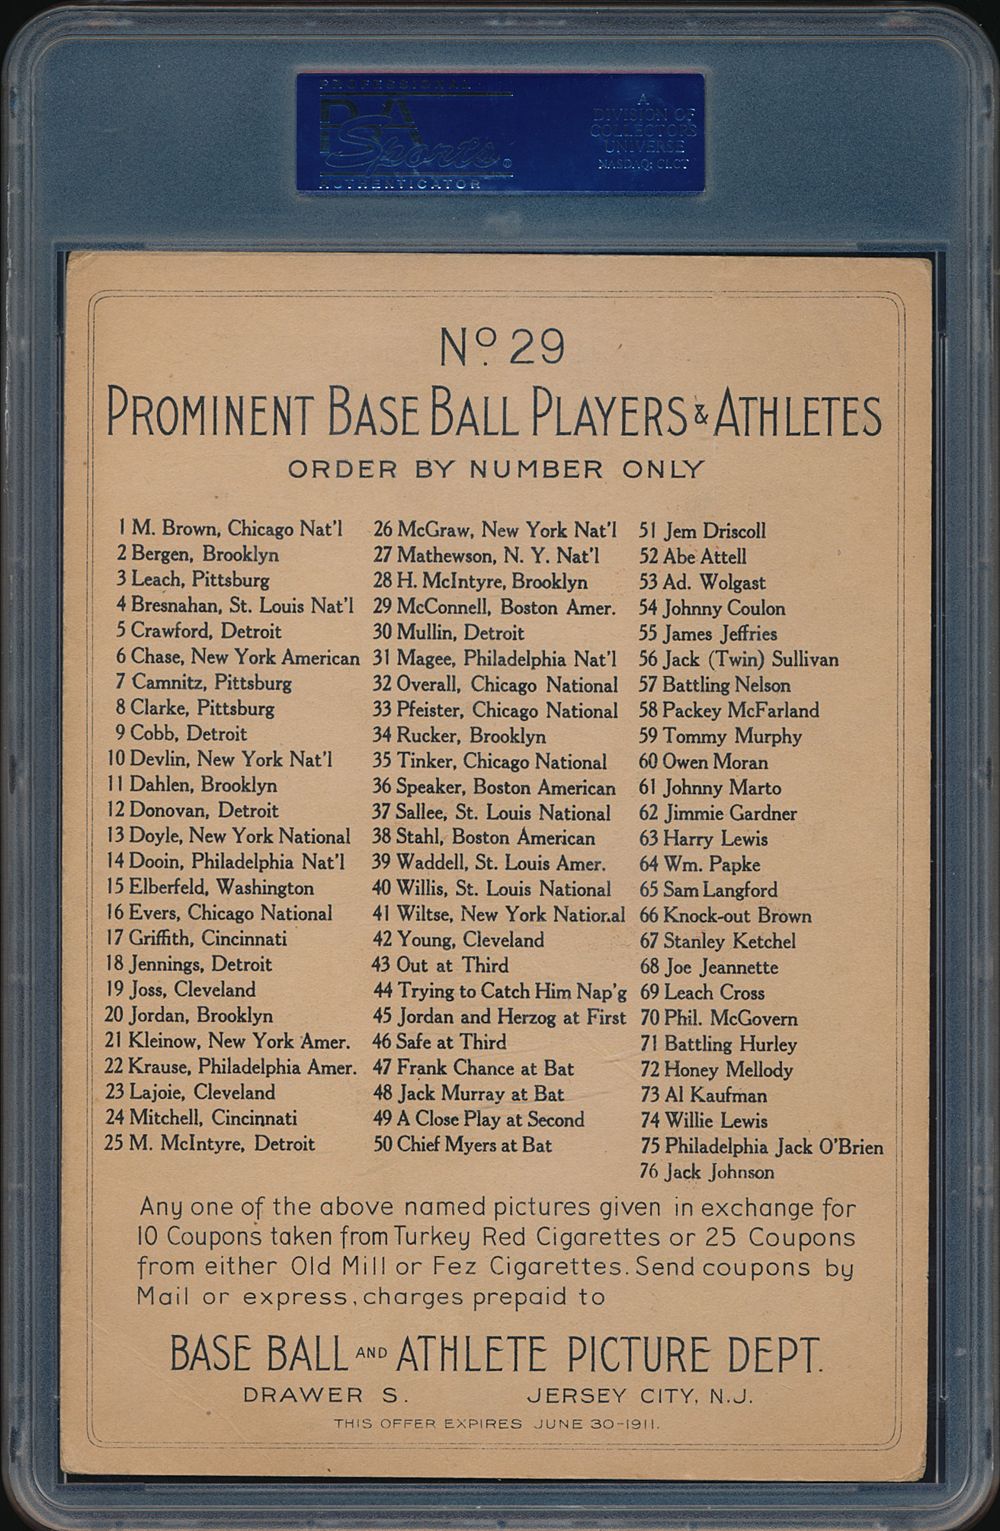 PROFESSIONAL
PSA
Sports
AUTHENTICATOR
A
DIVISION OF
COLLECTORS
UNIVERSE
NASDAQ: CLCT
No. 29
PROMINENT BASE BALL PLAYERS & ATHLETES
ORDER BY NUMBER ONLY
1 M. Brown, Chicago Nat'l
2 Bergen, Brooklyn
3 Leach, Pittsburg
4 Bresnahan, St. Louis Nat'l
5 Crawford, Detroit
6 Chase, New York American
7 Camnitz, Pittsburg
8 Clarke, Pittsburg
9 Cobb, Detroit
10 Devlin, New York Nat'l
11 Dahlen, Brooklyn
12 Donovan, Detroit
13 Doyle, New York National
14 Dooin, Philadelphia Nat'l
15 Elberfeld, Washington
16 Evers, Chicago National
17 Griffith, Cincinnati
18 Jennings, Detroit
19 Joss, Cleveland
20 Jordan, Brooklyn
21 Kleinow, New York Amer.
22 Krause, Philadelphia Amer.
23 Lajoie, Cleveland
24 Mitchell, Cincinnati
25 M. McIntyre, Detroit
26 McGraw, New York Nat'l
27 Mathewson, N. Y. Nat'l
28 H. McIntyre, Brooklyn
29 McConnell, Boston Amer.
30 Mullin, Detroit
31 Magee, Philadelphia Nat'l
32 Overall, Chicago National
33 Pfeister, Chicago National
34 Rucker, Brooklyn
35 Tinker, Chicago National
36 Speaker, Boston American
37 Sallee, St. Louis National
38 Stahl, Boston American
39 Waddell, St. Louis Amer.
40 Willis, St. Louis National
41 Wiltse, New York National
42 Young, Cleveland
43 Out at Third
44 Trying to Catch Him Nap'g
45 Jordan and Herzog at First
46 Safe at Third
47 Frank Chance at Bat
48 Jack Murray at Bat
49 A Close Play at Second
50 Chief Myers at Bat
51 Jem Driscoll
52 Abe Attell
53 Ad. Wolgast
54 Johnny Coulon
55 James Jeffries
56 Jack (Twin) Sullivan
57 Battling Nelson
58 Packey McFarland
59 Tommy Murphy
60 Owen Moran
61 Johnny Marto
62 Jimmie Gardner
63 Harry Lewis
64 Wm. Papke
65 Sam Langford
66 Knock-out Brown
67 Stanley Ketchel
68 Joe Jeannette
69 Leach Cross
70 Phil. McGovern
71 Battling Hurley
72 Honey Mellody
73 Al Kaufman
74 Willie Lewis
75 Philadelphia Jack O'Brien
76 Jack Johnson
Any one of the above named pictures given in exchange for
10 Coupons taken from Turkey Red Cigarettes or 25 Coupons
from either Old Mill or Fez Cigarettes. Send coupons by
Mail or express, charges prepaid to
BASE BALL AND ATHLETE PICTURE DEPT.
DRAWER S. JERSEY CITY, N.J.
THIS OFFER EXPIRES JUNE 30-1911.